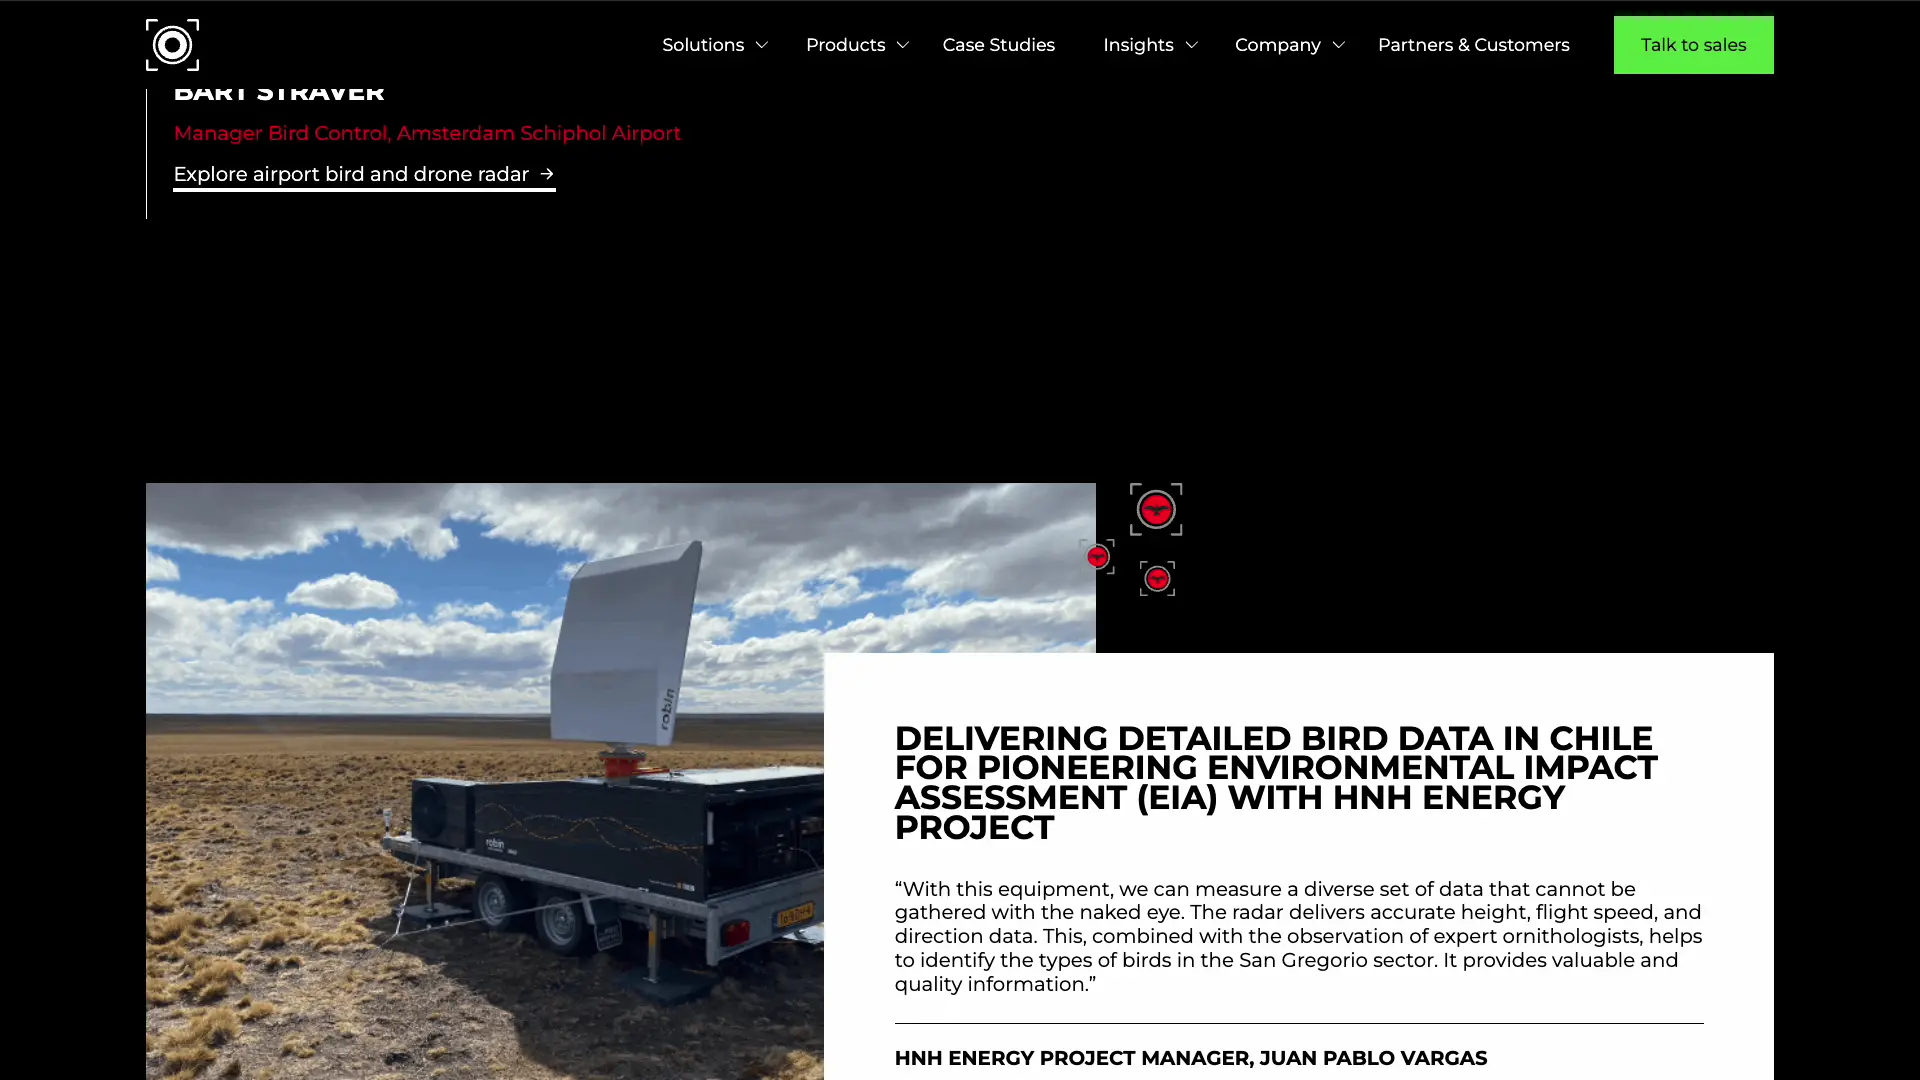 Solutions
Products
Case Studies
Insights
Company
Partners & Customers
Talk to sales
BART STRAVER
Manager Bird Control, Amsterdam Schiphol Airport
Explore airport bird and drone radar →
robin
robin
DELIVERING DETAILED BIRD DATA IN CHILE
FOR PIONEERING ENVIRONMENTAL IMPACT
ASSESSMENT (EIA) WITH HNH ENERGY
PROJECT
“With this equipment, we can measure a diverse set of data that cannot be
gathered with the naked eye. The radar delivers accurate height, flight speed, and
direction data. This, combined with the observation of expert ornithologists, helps
to identify the types of birds in the San Gregorio sector. It provides valuable and
quality information.”
HNH ENERGY PROJECT MANAGER, JUAN PABLO VARGAS